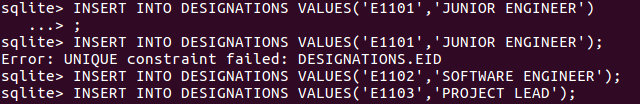 sqlite> INSERT INTO DESIGNATIONS VALUES('E1101','JUNIOR ENGINEER')
...> ;
sqlite> INSERT INTO DESIGNATIONS VALUES('E1101','JUNIOR ENGINEER');
Error: UNIQUE constraint failed: DESIGNATIONS.EID
sqlite> INSERT INTO DESIGNATIONS VALUES('E1102','SOFTWARE ENGINEER');
sqlite> INSERT INTO DESIGNATIONS VALUES('E1103','PROJECT LEAD');